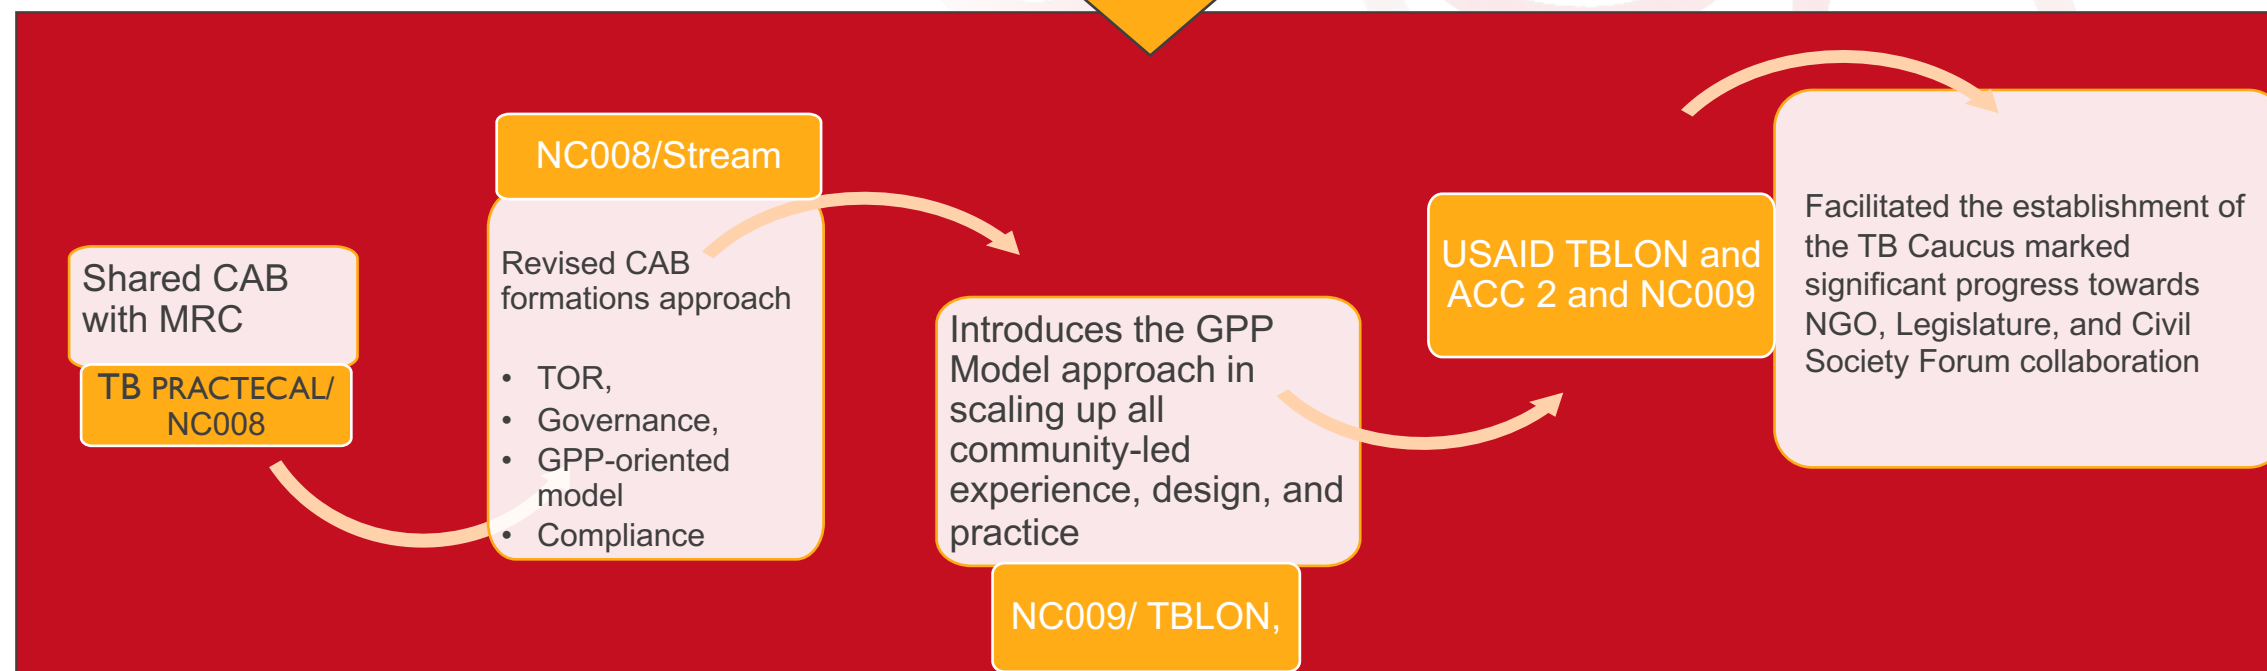 Shared CAB
with MRC
TB PRACTECAL/
NC008
NC008/Stream
Revised CAB
formations approach
• TOR,
• Governance,
• GPP-oriented
model
• Compliance
Introduces the GPP
Model approach in
scaling up all
community-led
experience, design, and
practice
NC009/ TBLON,
USAID TBLON and
ACC 2 and NC009
Facilitated the establishment of
the TB Caucus marked
significant progress towards
NGO, Legislature, and Civil
Society Forum collaboration